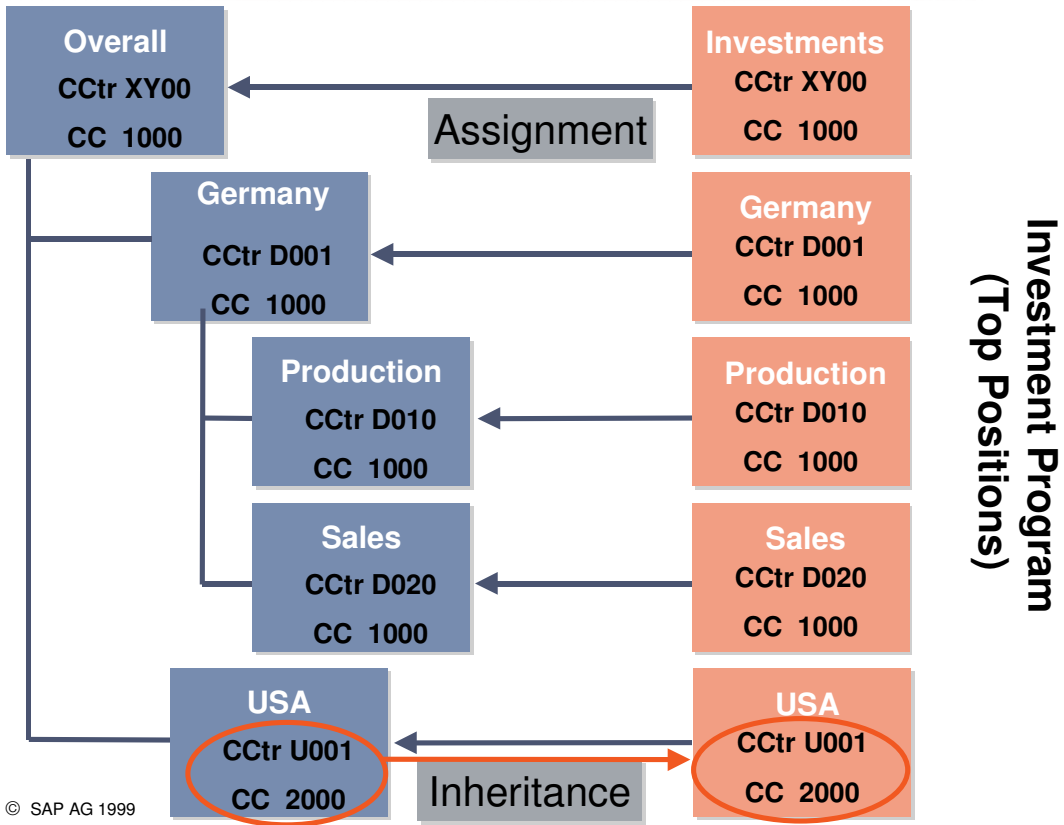 Overall
CCtr XY00
CC 1000
Investments
CCtr XY00
CC 1000
Assignment
Germany
CCtr D001
CC 1000
Germany
CCtr D001
CC 1000
Production
CCtr D010
CC 1000
Production
CCtr D010
CC 1000
Sales
CCtr D020
CC 1000
Sales
CCtr D020
CC 1000
USA
CCtr U001
CC 2000
USA
CCtr U001
CC 2000
Inheritance
Investment Program
(Top Positions)
© SAP AG 1999